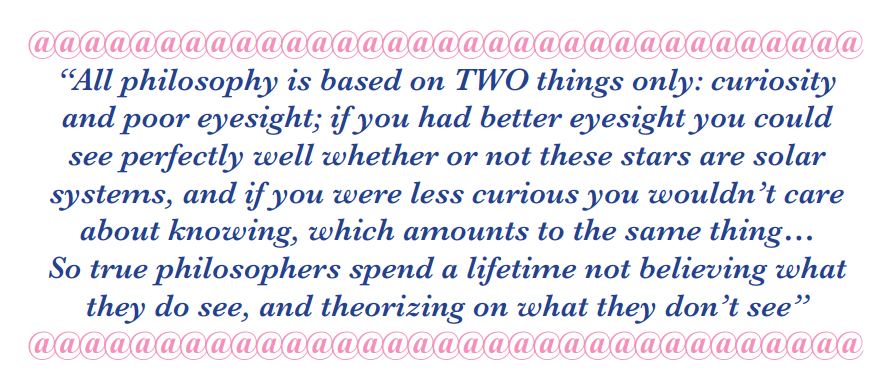 @@@@@@@@@@@@@@@@@@@@@@@@@@@@@@@@@
“All philosophy is based on TWO things only: curiosity
and poor eyesight; if you had better eyesight you could
see perfectly well whether or not these stars are solar
systems, and if you were less curious you wouldn’t care
about knowing, which amounts to the same thing…
So true philosophers spend a lifetime not believing what
they do see, and theorizing on what they don’t see”
@@@@@@@@@@@@@@@@@@@@@@@@@@@@@@@@@